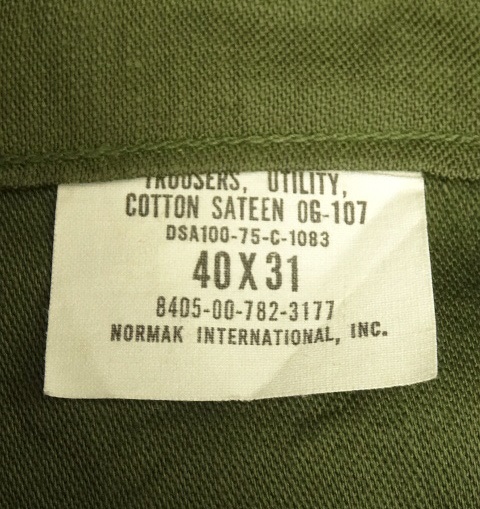 TROUSERS, UTILITY,
COTTON SATEEN OG-107
DSA100-75-C-1083
40X31
8405-00-782-3177
NORMAK INTERNATIONAL, INC.